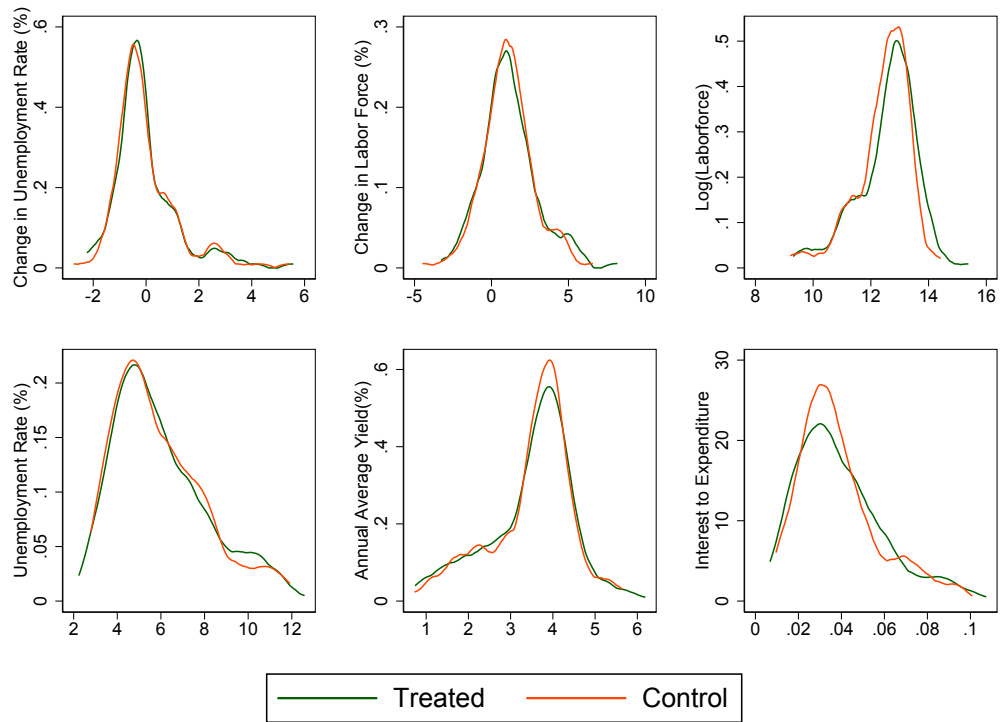 Change in Unemployment Rate (%)
0 .2 .4 .6
-2 0 2 4 6
Change in Labor Force (%)
0 .1 .2 .3
-5 0 5 10
Log(Laborforce)
0 .1 .2 .3 .4 .5
8 10 12 14 16
Unemployment Rate (%)
0 .05 .1 .15 .2
2 4 6 8 10 12
Annual Average Yield(%)
0 .2 .4 .6
1 2 3 4 5 6
Interest to Expenditure
0 10 20 30
0 .02 .04 .06 .08 .1
Treated Control